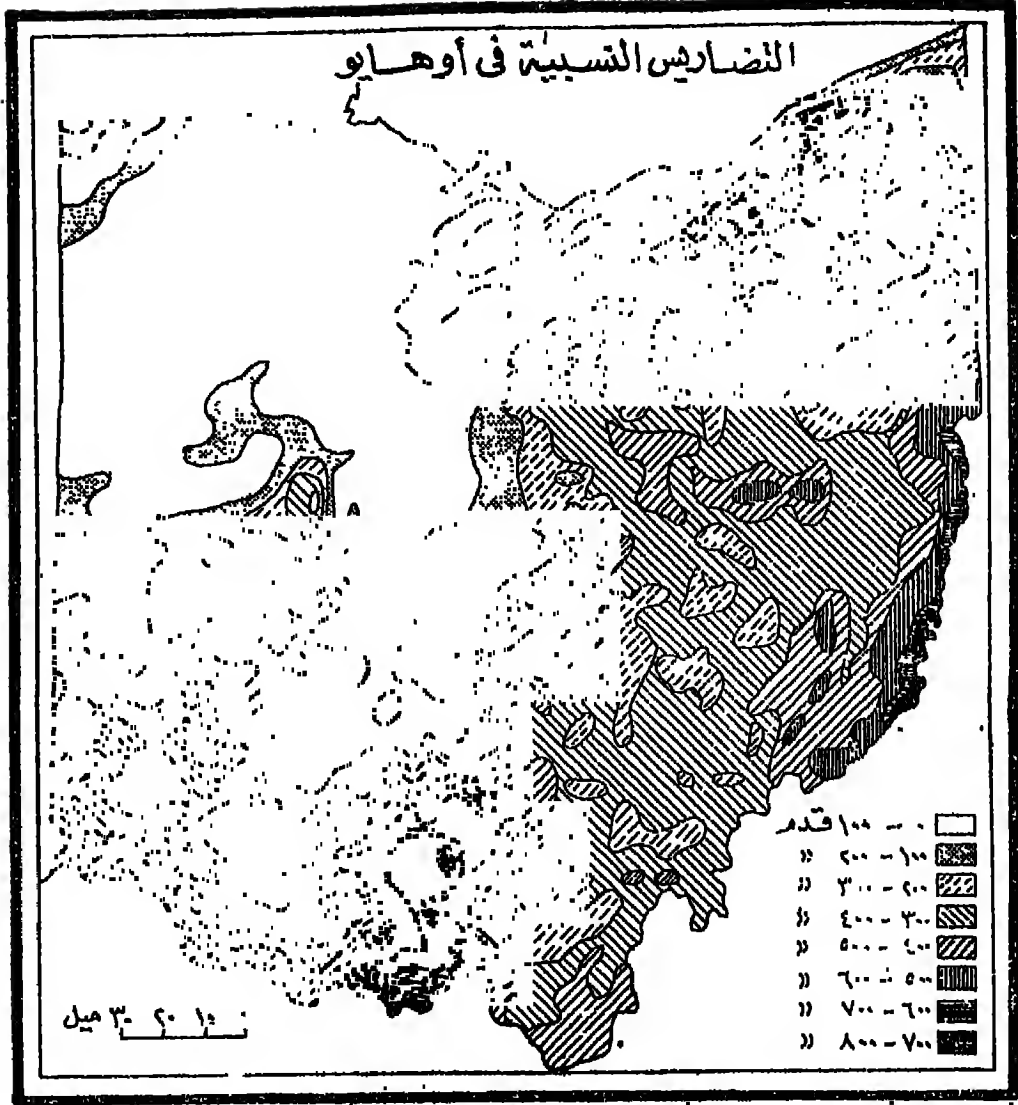 التضاريس النسبية فى أوهايو
A
٠ - ١٠٠ قدم
١٠٠ - ٢٠٠ »
٢٠٠ - ٣٠٠ »
٣٠٠ - ٤٠٠ »
٤٠٠ - ٥٠٠ »
٥٠٠ - ٦٠٠ »
٦٠٠ - ٧٠٠ »
٧٠٠ - ٨٠٠ »
٠ ١٠ ٢٠ ٣٠ ميل